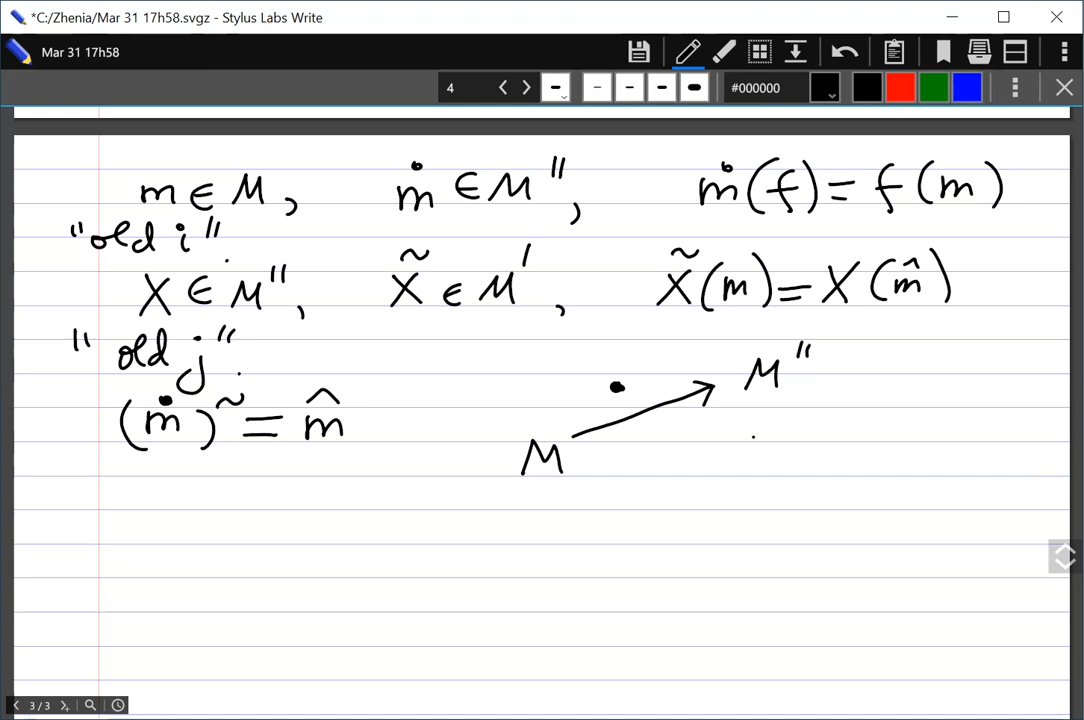 *C:/Zhenia/Mar 31 17h58.svgz - Stylus Labs Write
Mar 31 17h58
4 #000000
m ∈ M, ṁ ∈ M'', ṁ(f) = f(m)
"old i".
X ∈ M'', X̃ ∈ M', X̃(m) = X(m̂)
"old j".
(ṁ)~ = m̂
• M''
M
3/3